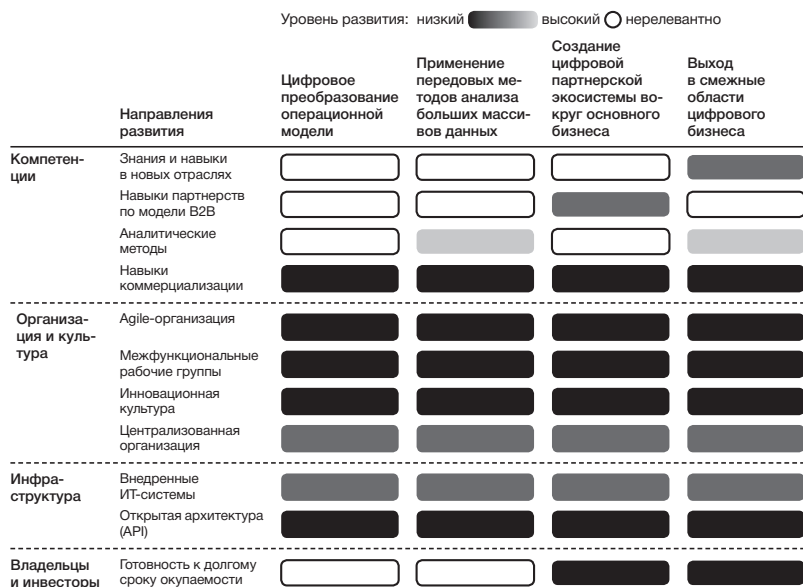 Уровень развития: низкий высокий нерелевантно
Направления
развития
Цифровое
преобразование
операционной
модели
Применение
передовых ме-
тодов анализа
больших масси-
вов данных
Создание
цифровой
партнерской
экосистемы во-
круг основного
бизнеса
Выход
в смежные
области
цифрового
бизнеса
Компетен-
ции
Знания и навыки
в новых отраслях
Навыки партнерств
по модели B2B
Аналитические
методы
Навыки
коммерциализации
Организа-
ция и куль-
тура
Agile-организация
Межфункциональные
рабочие группы
Инновационная
культура
Централизованная
организация
Инфра-
структура
Внедренные
ИТ-системы
Открытая архитектура
(API)
Владельцы
и инвесторы
Готовность к долгому
сроку окупаемости